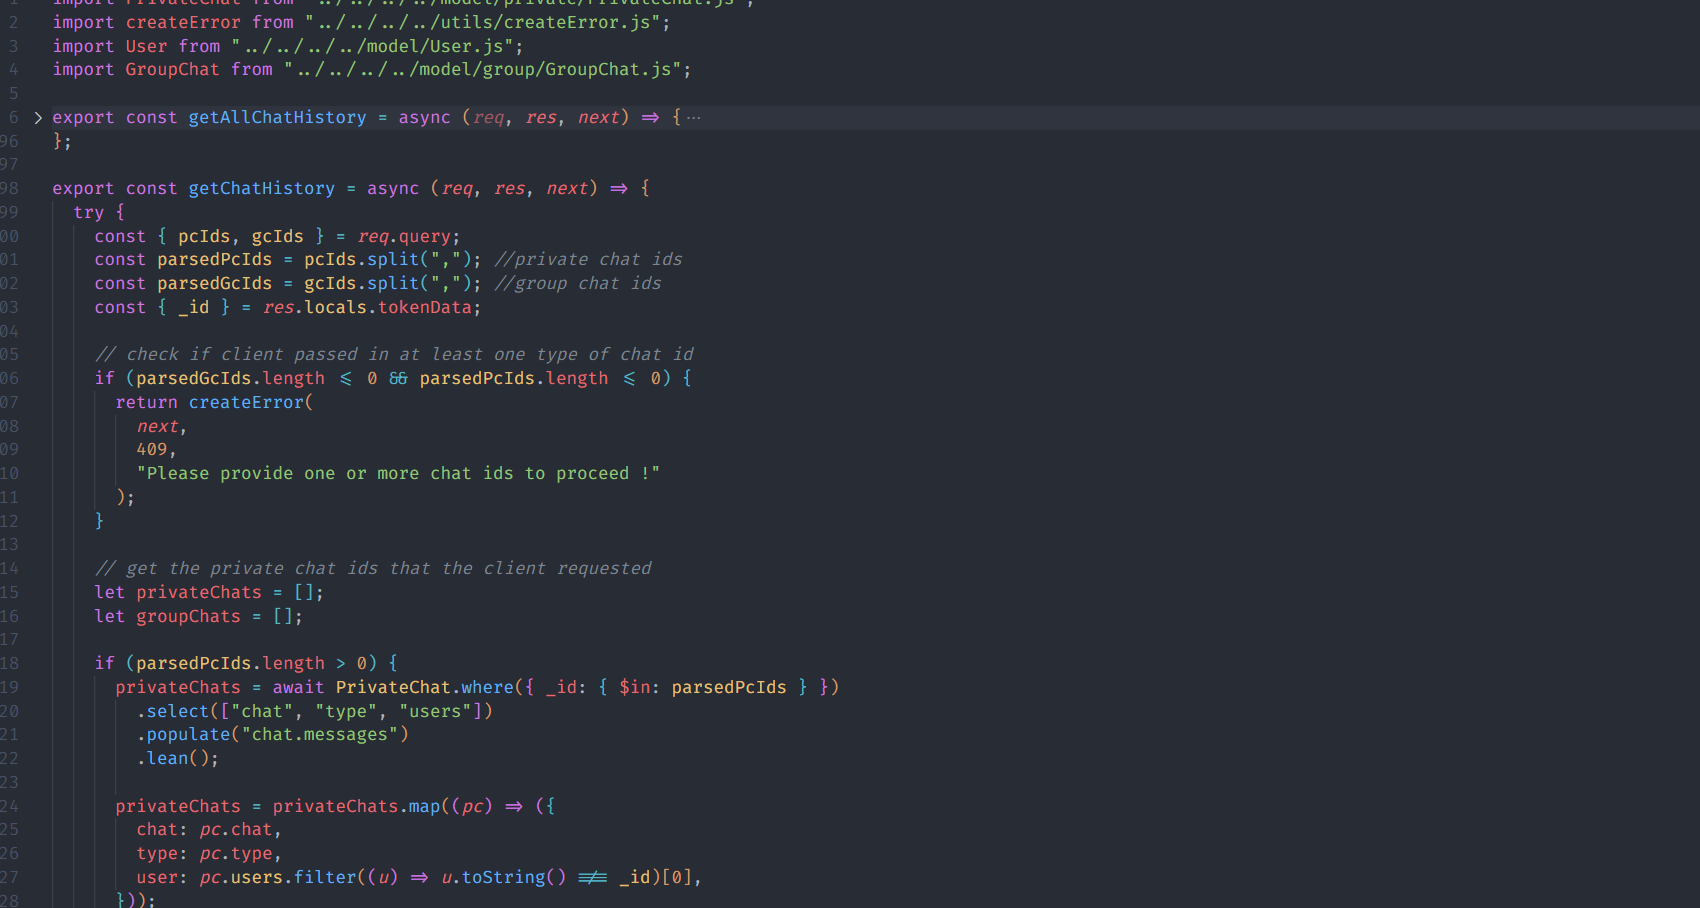 1 import PrivateChat from "../../../../model/private/PrivateChat.js";
2 import createError from "../../../../utils/createError.js";
3 import User from "../../../../model/User.js";
4 import GroupChat from "../../../../model/group/GroupChat.js";
5
6 > export const getAllChatHistory = async (req, res, next) => { ···
96 };
97
98 export const getChatHistory = async (req, res, next) => {
99 try {
00 const { pcIds, gcIds } = req.query;
01 const parsedPcIds = pcIds.split(","); //private chat ids
02 const parsedGcIds = gcIds.split(","); //group chat ids
03 const { _id } = res.locals.tokenData;
04
05 // check if client passed in at least one type of chat id
06 if (parsedGcIds.length <= 0 && parsedPcIds.length <= 0) {
07 return createError(
08 next,
09 409,
10 "Please provide one or more chat ids to proceed !"
11 );
12 }
13
14 // get the private chat ids that the client requested
15 let privateChats = [];
16 let groupChats = [];
17
18 if (parsedPcIds.length > 0) {
19 privateChats = await PrivateChat.where({ _id: { $in: parsedPcIds } })
20 .select(["chat", "type", "users"])
21 .populate("chat.messages")
22 .lean();
23
24 privateChats = privateChats.map((pc) => ({
25 chat: pc.chat,
26 type: pc.type,
27 user: pc.users.filter((u) => u.toString() !== _id)[0],
28 }));